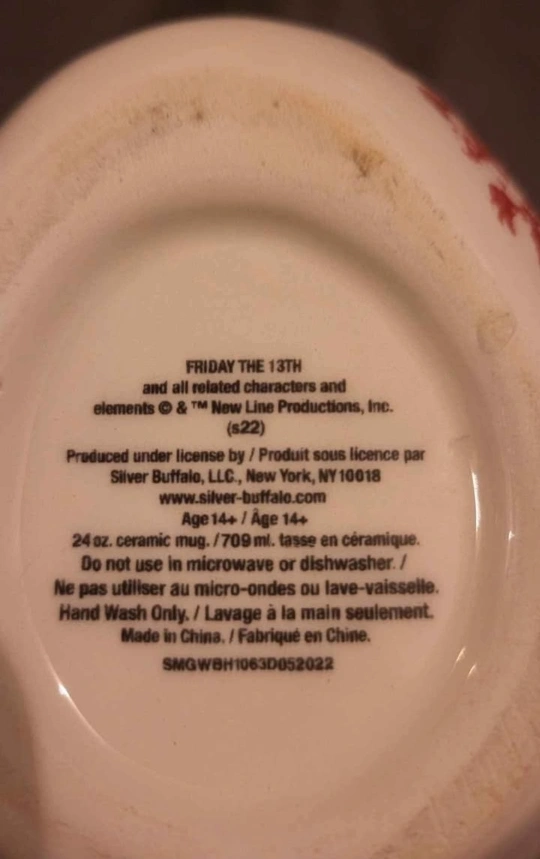 FRIDAY THE 13TH
and all related characters and
elements © & ™ New Line Productions, Inc.
(s22)
Produced under license by / Produit sous licence par
Silver Buffalo, LLC., New York, NY 10018
www.silver-buffalo.com
Age 14+ / Âge 14+
24 oz. ceramic mug. / 709 ml. tasse en céramique.
Do not use in microwave or dishwasher. /
Ne pas utiliser au micro-ondes ou lave-vaisselle.
Hand Wash Only. / Lavage à la main seulement.
Made in China. / Fabriqué en Chine.
SMGWBH1063D052022